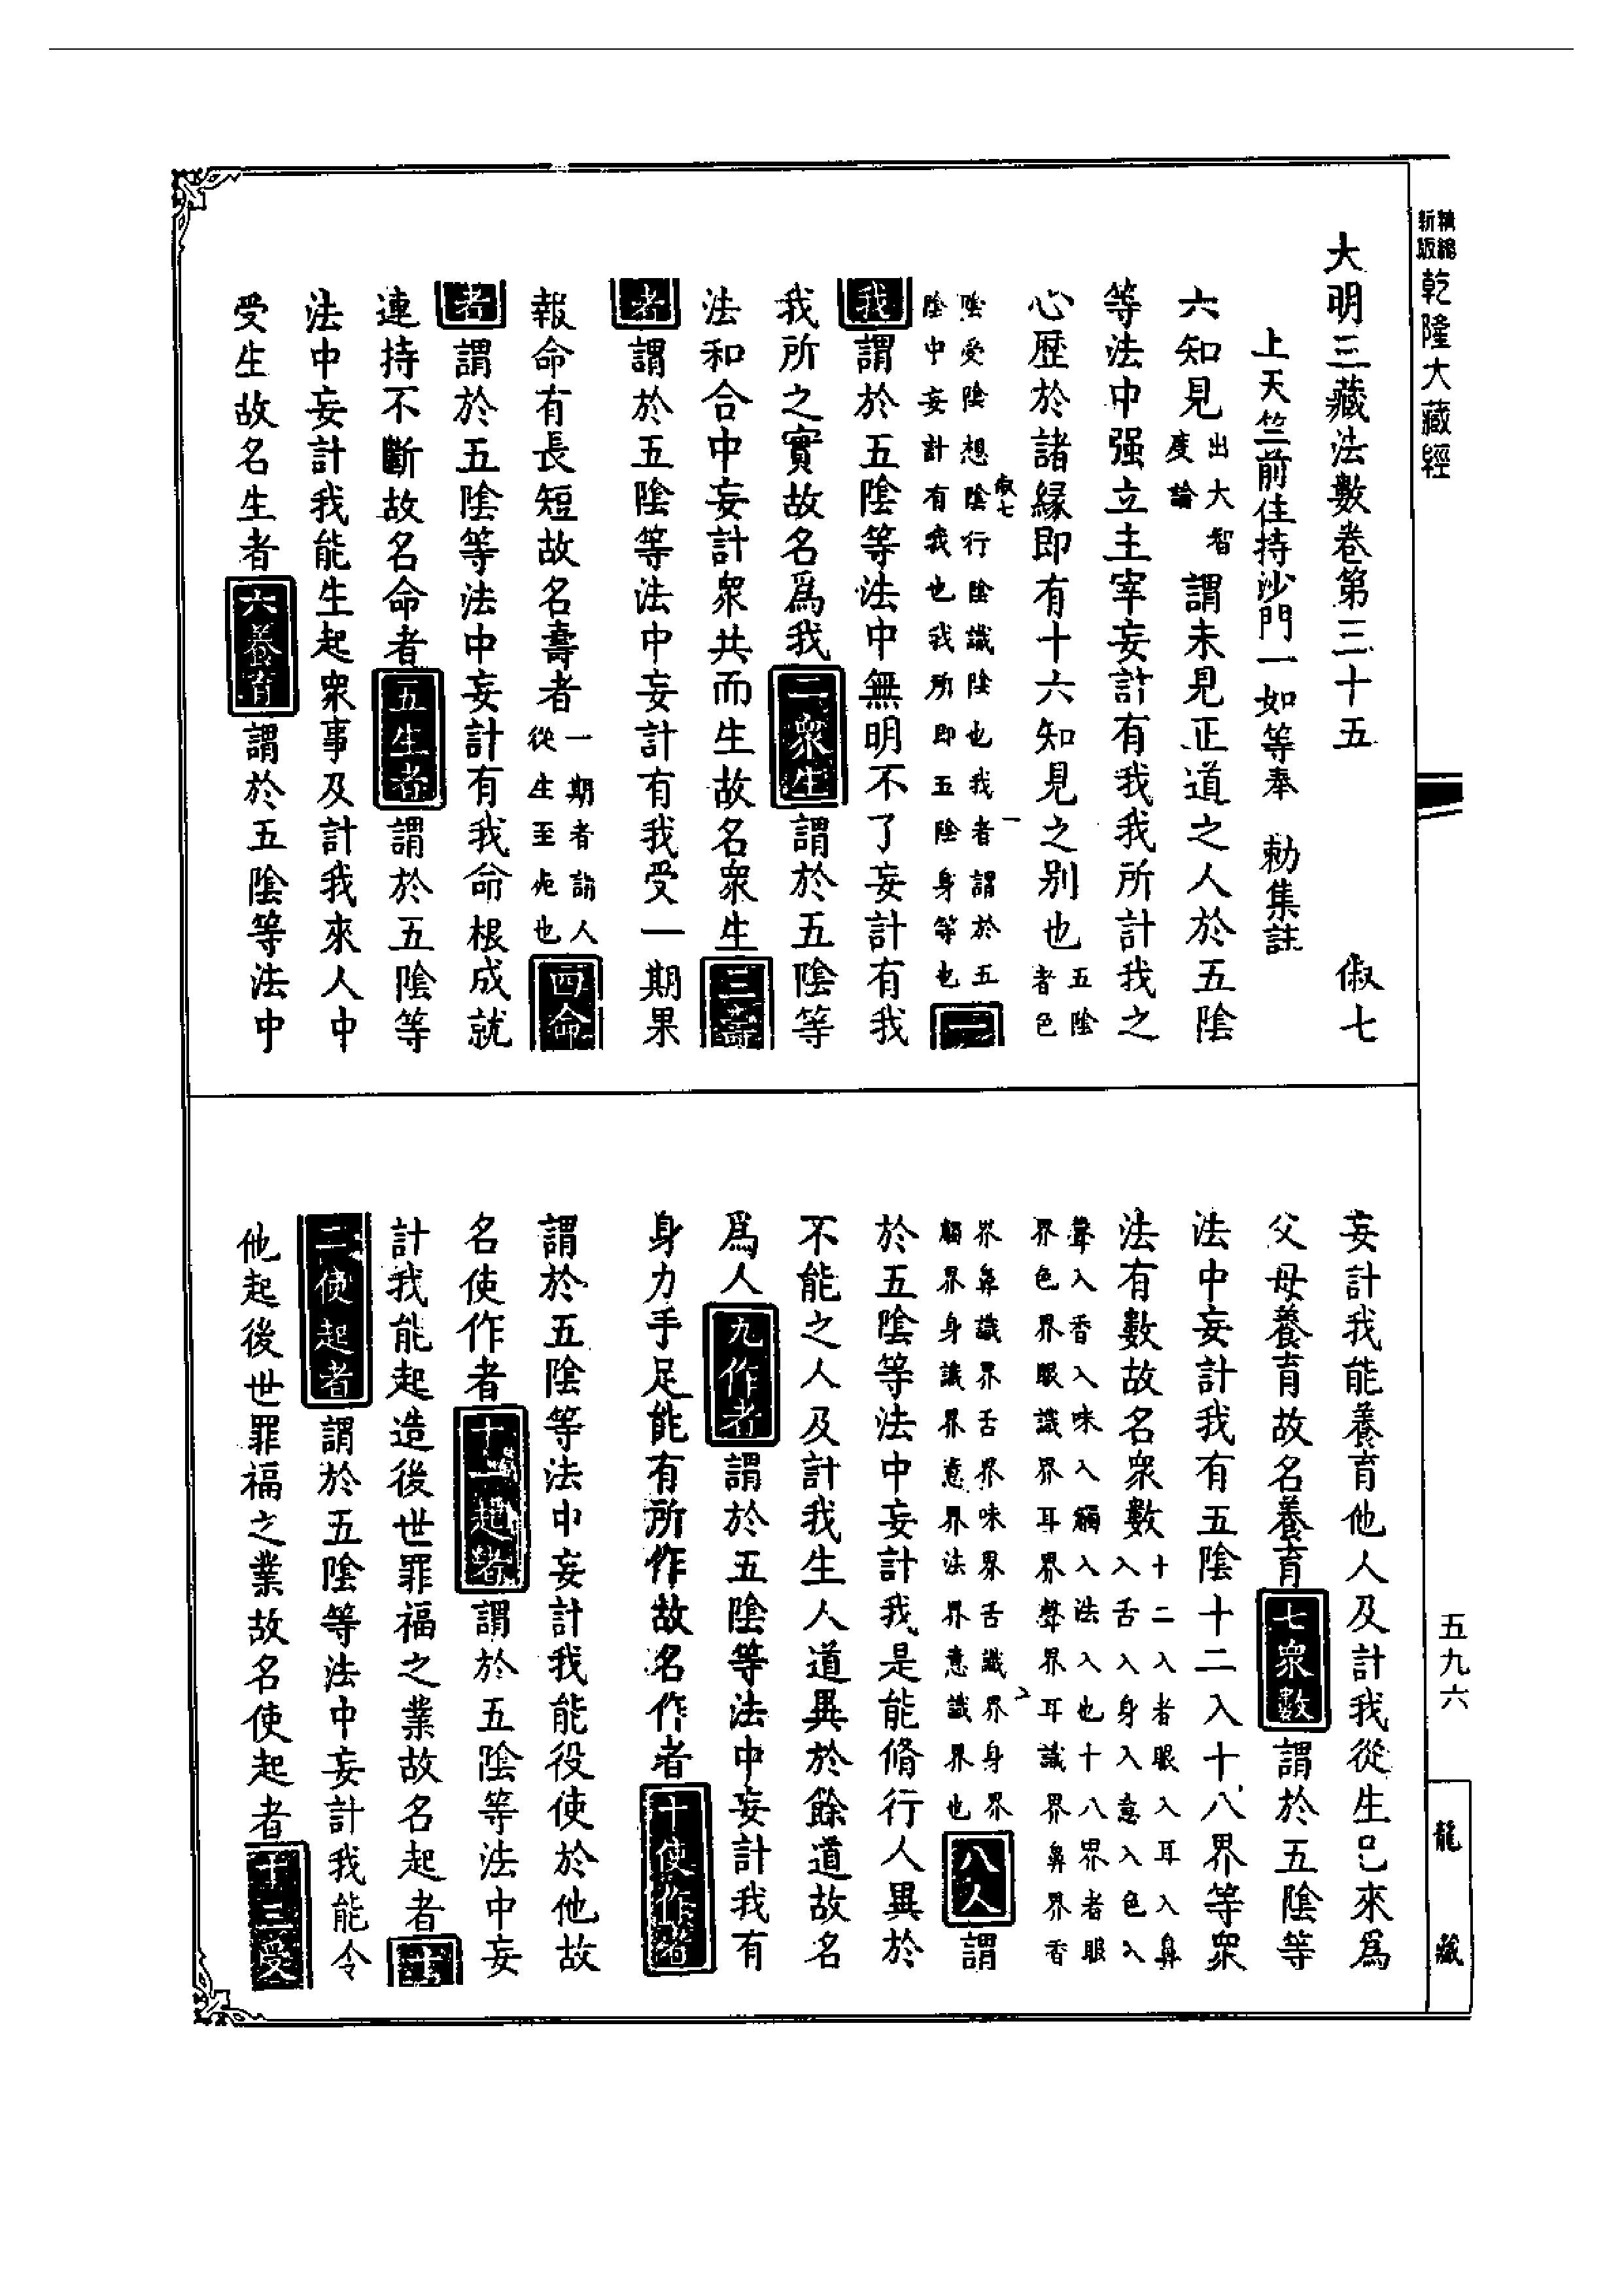 精縮
新版
乾隆大藏經
大明三藏法數卷第三十五 俶七
上天竺前住持沙門一如等奉 勅集註
六知見出大智度論謂未見正道之人於五陰
等法中强立主宰妄計有我我所計我之
心歷於諸緣即有十六知見之別也五陰者色
陰受陰想陰行陰識陰也我者謂於五
陰中妄計有我也我所即五陰身等也一
俶七
一
我謂於五陰等法中無明不了妄計有我
我所之實故名爲我二衆生謂於五陰等
法和合中妄計衆共而生故名衆生三壽
者謂於五陰等法中妄計有我受一期果
報命有長短故名壽者一期者謂人從生至死也四命
者謂於五陰等法中妄計有我命根成就
連持不斷故名命者五生者謂於五陰等
法中妄計我能生起衆事及計我來人中
受生故名生者六養育謂於五陰等法中
妄計我能養育他人及計我從生已來爲
父母養育故名養育七衆數謂於五陰等
法中妄計我有五陰十二入十八界等衆
法有數故名衆數十二入者眼入耳入鼻入舌入身入意入色入
聲入香入味入觸入法入也十八界者眼
界色界眼識界耳界聲界耳識界鼻界香
界鼻識界舌界味界舌識界身界
觸界身識界意界法界意識界也八人謂
二
於五陰等法中妄計我是能脩行人異於
不能之人及計我生人道異於餘道故名
爲人九作者謂於五陰等法中妄計我有
身力手足能有所作故名作者十使作者
謂於五陰等法中妄計我能役使於他故
名使作者十一起者謂於五陰等法中妄
計我能起造後世罪福之業故名起者十
二使起者謂於五陰等法中妄計我能令
他起後世罪福之業故名使起者十三受
五九六
龍藏